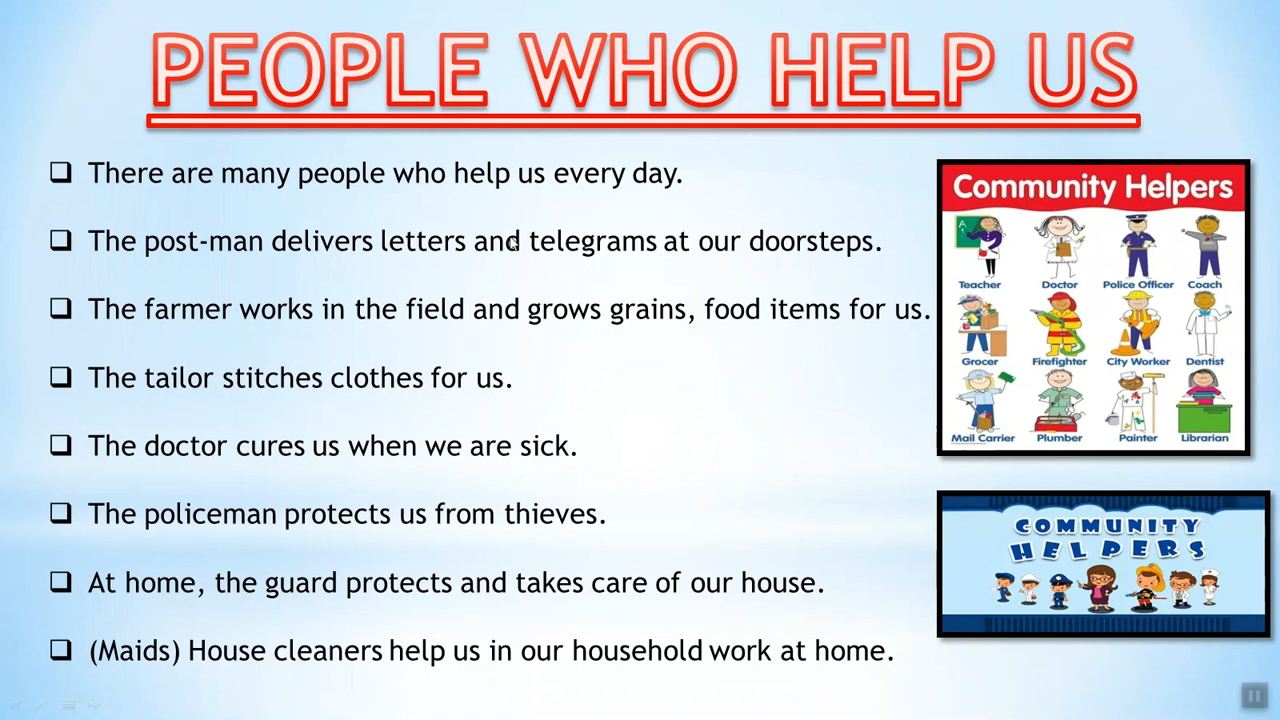 PEOPLE WHO HELP US
There are many people who help us every day.
The post-man delivers letters and telegrams at our doorsteps.
The farmer works in the field and grows grains, food items for us.
The tailor stitches clothes for us.
The doctor cures us when we are sick.
The policeman protects us from thieves.
At home, the guard protects and takes care of our house.
(Maids) House cleaners help us in our household work at home.
Community Helpers
Teacher Doctor Police Officer Coach
Grocer Firefighter City Worker Dentist
Mail Carrier Plumber Painter Librarian
COMMUNITY
HELPERS